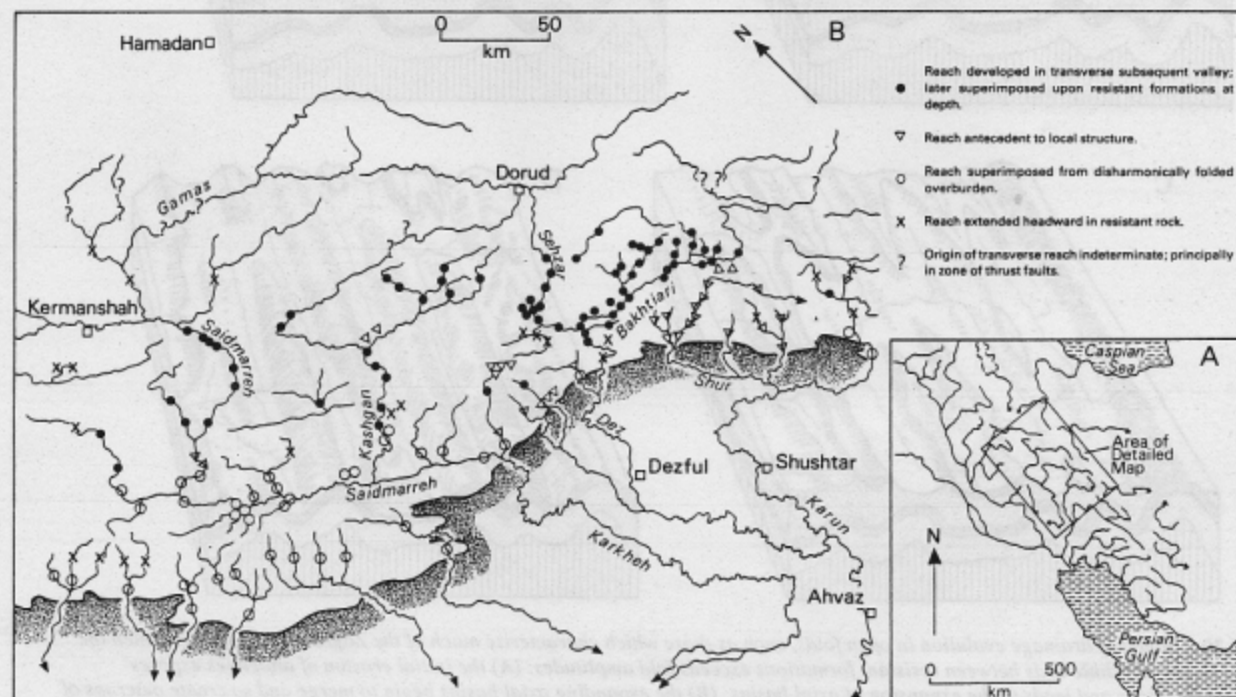 B
Hamadan
0 50
km
N
Reach developed in transverse subsequent valley;
later superimposed upon resistant formations at
depth.
Reach antecedent to local structure.
Reach superimposed from disharmonically folded
overburden.
x Reach extended headward in resistant rock.
? Origin of transverse reach indeterminate; principally
in zone of thrust faults.
Gamas
Dorud
Sehzar
Kermanshah
Saidmarreh
Bakhtiari
Kashgan
Shur
Dez
Dezful
Shushtar
Saidmarreh
Karun
Karkheh
Ahvaz
A
Caspian
Sea
Area of
Detailed
Map
N
Persian
Gulf
0 500
km